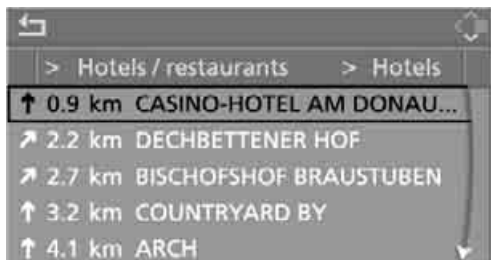 > Hotels / restaurants > Hotels
0.9 km CASINO-HOTEL AM DONAU...
2.2 km DECHBETTENER HOF
2.7 km BISCHOFSHOF BRAUSTUBEN
3.2 km COUNTRYARD BY
4.1 km ARCH